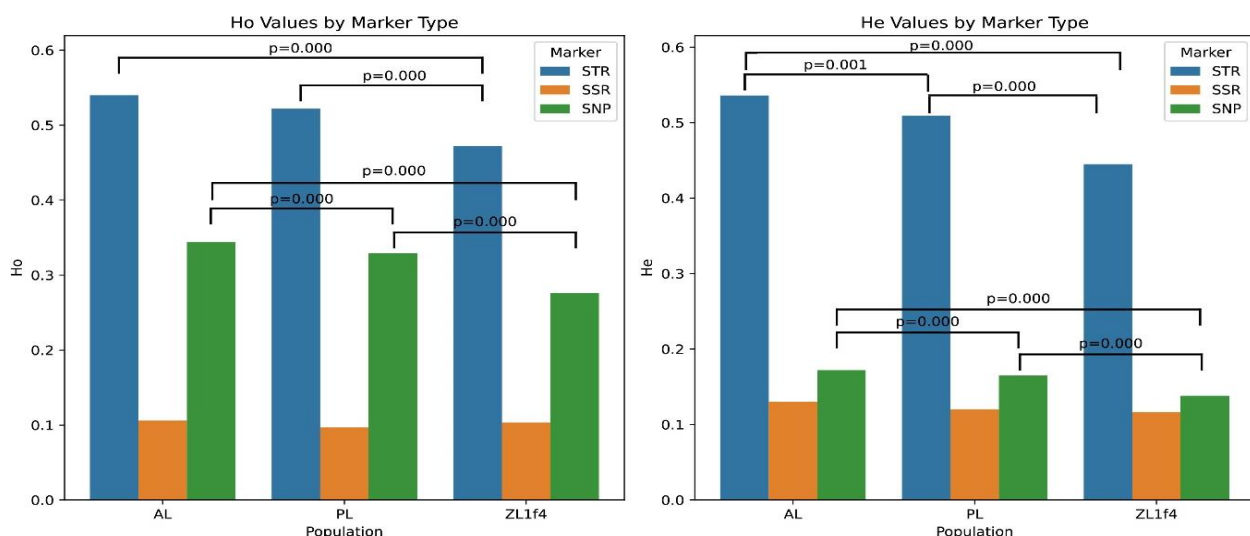 Ho Values by Marker Type
0.6
0.5
0.4
0.3
0.2
0.1
0.0
Ho
p=0.000
p=0.000
p=0.000
p=0.000
p=0.000
Marker
STR
SSR
SNP
AL
PL
ZL1f4
Population
He Values by Marker Type
0.6
0.5
0.4
0.3
0.2
0.1
0.0
He
p=0.000
p=0.001
p=0.000
p=0.000
p=0.000
p=0.000
Marker
STR
SSR
SNP
AL
PL
ZL1f4
Population